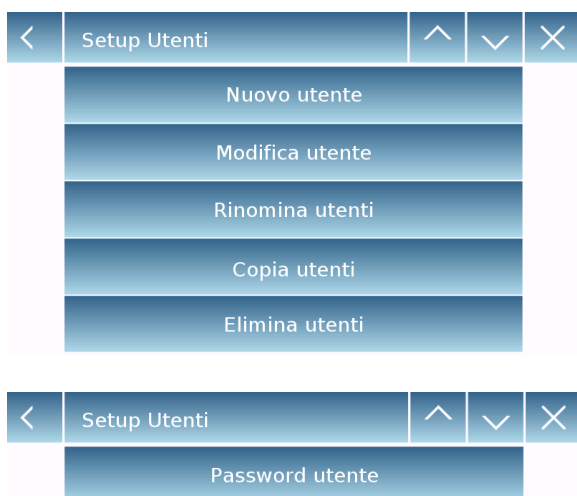 Setup Utenti
Nuovo utente
Modifica utente
Rinomina utenti
Copia utenti
Elimina utenti
Setup Utenti
Password utente